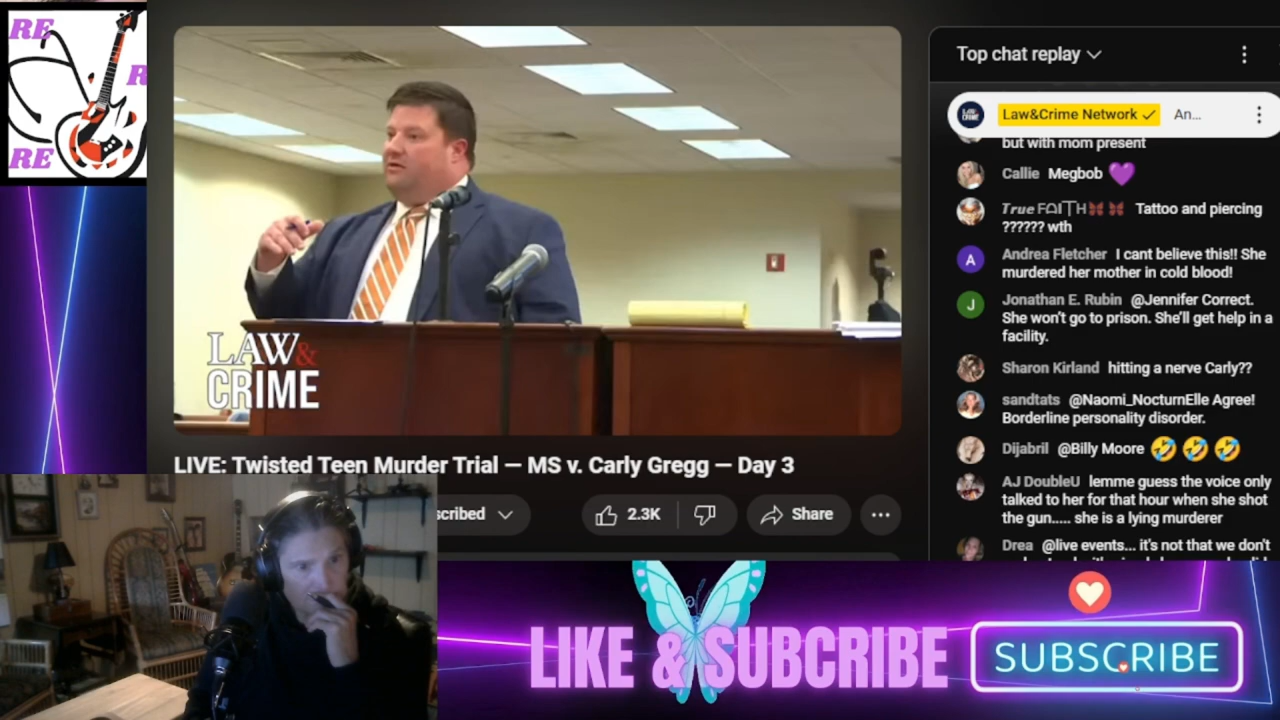 RE
R
RE
Top chat replay
Law&Crime Network An...
but with mom present
Callie Megbob
True FAITH Tattoo and piercing
?????? wth
A
Andrea Fletcher I cant believe this!! She
murdered her mother in cold blood!
J
Jonathan E. Rubin @Jennifer Correct.
She won't go to prison. She'll get help in a
facility.
Sharon Kirland hitting a nerve Carly??
sandtats @Naomi_NocturnElle Agree!
Borderline personality disorder.
Dijabril @Billy Moore
AJ DoubleU lemme guess the voice only
talked to her for that hour when she shot
the gun..... she is a lying murderer
Drea @live events... it's not that we don't
LAW&
CRIME
LIVE: Twisted Teen Murder Trial — MS v. Carly Gregg — Day 3
scribed
2.3K
Share
LIKE & SUBCRIBE
SUBSCRIBE